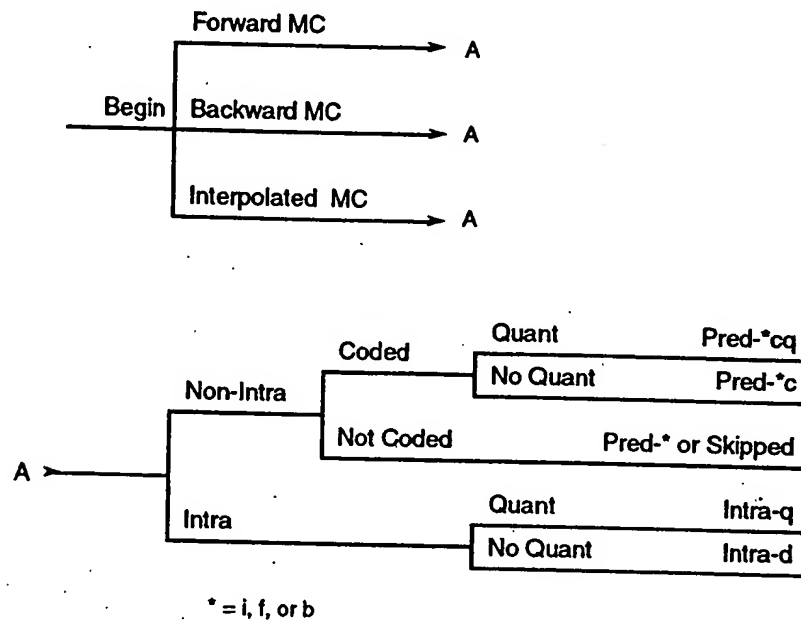 Forward MC
A
Begin Backward MC
A
Interpolated MC
A
Quant Pred-*cq
Coded
No Quant Pred-*c
Non-Intra
Not Coded Pred-* or Skipped
A
Quant Intra-q
Intra
No Quant Intra-d
* = i, f, or b